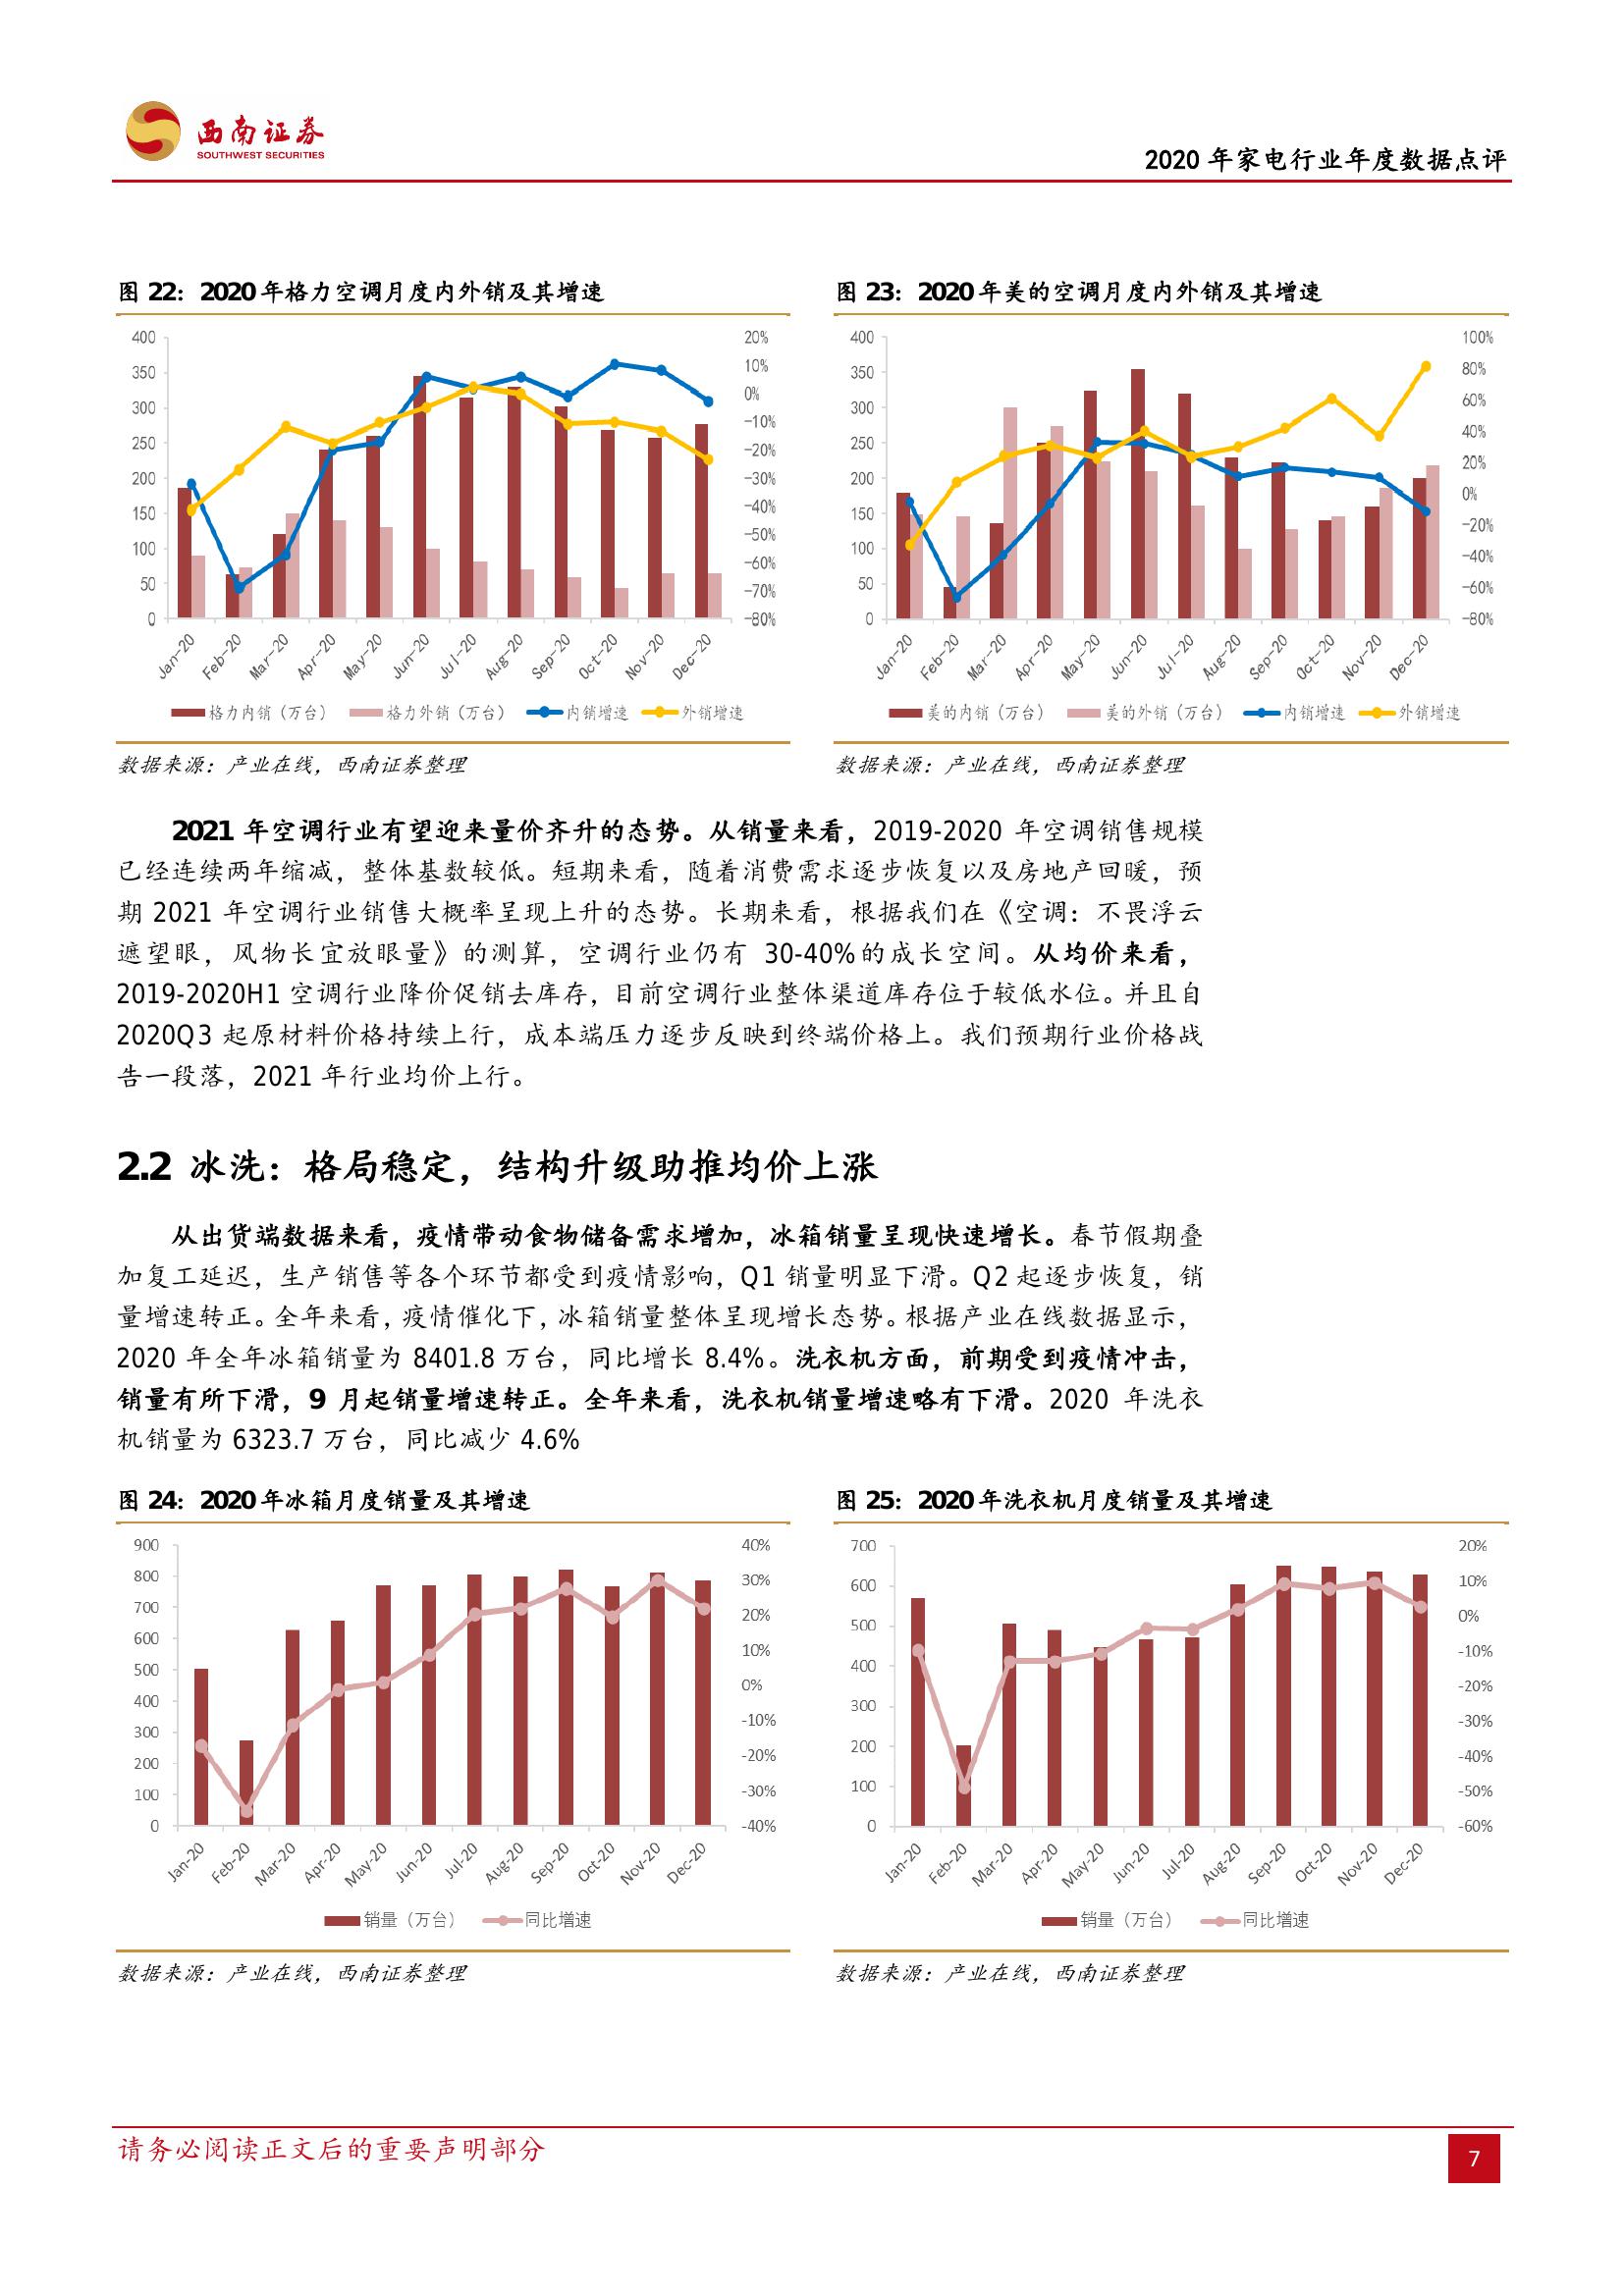 西南证券
SOUTHWEST SECURITIES
2020 年家电行业年度数据点评
图 22：2020 年格力空调月度内外销及其增速
400
350
300
250
200
150
100
50
0
20%
10%
0%
-10%
-20%
-30%
-40%
-50%
-60%
-70%
-80%
Jan-20 Feb-20 Mar-20 Apr-20 May-20 Jun-20 Jul-20 Aug-20 Sep-20 Oct-20 Nov-20 Dec-20
格力内销（万台） 格力外销（万台） 内销增速 外销增速
数据来源：产业在线，西南证券整理
图 23：2020 年美的空调月度内外销及其增速
400
350
300
250
200
150
100
50
0
100%
80%
60%
40%
20%
0%
-20%
-40%
-60%
-80%
Jan-20 Feb-20 Mar-20 Apr-20 May-20 Jun-20 Jul-20 Aug-20 Sep-20 Oct-20 Nov-20 Dec-20
美的内销（万台） 美的外销（万台） 内销增速 外销增速
数据来源：产业在线，西南证券整理
2021 年空调行业有望迎来量价齐升的态势。从销量来看，2019-2020 年空调销售规模
已经连续两年缩减，整体基数较低。短期来看，随着消费需求逐步恢复以及房地产回暖，预
期 2021 年空调行业销售大概率呈现上升的态势。长期来看，根据我们在《空调：不畏浮云
遮望眼，风物长宜放眼量》的测算，空调行业仍有 30-40%的成长空间。从均价来看，
2019-2020H1 空调行业降价促销去库存，目前空调行业整体渠道库存位于较低水位。并且自
2020Q3 起原材料价格持续上行，成本端压力逐步反映到终端价格上。我们预期行业价格战
告一段落，2021 年行业均价上行。
2.2 冰洗：格局稳定，结构升级助推均价上涨
从出货端数据来看，疫情带动食物储备需求增加，冰箱销量呈现快速增长。春节假期叠
加复工延迟，生产销售等各个环节都受到疫情影响，Q1 销量明显下滑。Q2 起逐步恢复，销
量增速转正。全年来看，疫情催化下，冰箱销量整体呈现增长态势。根据产业在线数据显示，
2020 年全年冰箱销量为 8401.8 万台，同比增长 8.4%。洗衣机方面，前期受到疫情冲击，
销量有所下滑，9 月起销量增速转正。全年来看，洗衣机销量增速略有下滑。2020 年洗衣
机销量为 6323.7 万台，同比减少 4.6%
图 24：2020 年冰箱月度销量及其增速
900
800
700
600
500
400
300
200
100
0
40%
30%
20%
10%
0%
-10%
-20%
-30%
-40%
Jan-20 Feb-20 Mar-20 Apr-20 May-20 Jun-20 Jul-20 Aug-20 Sep-20 Oct-20 Nov-20 Dec-20
销量（万台） 同比增速
数据来源：产业在线，西南证券整理
图 25：2020 年洗衣机月度销量及其增速
700
600
500
400
300
200
100
0
20%
10%
0%
-10%
-20%
-30%
-40%
-50%
-60%
Jan-20 Feb-20 Mar-20 Apr-20 May-20 Jun-20 Jul-20 Aug-20 Sep-20 Oct-20 Nov-20 Dec-20
销量（万台） 同比增速
数据来源：产业在线，西南证券整理
请务必阅读正文后的重要声明部分
7